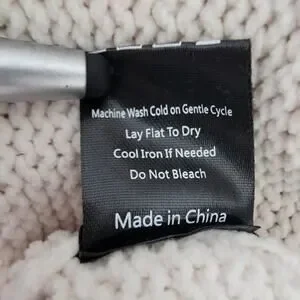 Machine Wash Cold on Gentle Cycle
Lay Flat To Dry
Cool Iron If Needed
Do Not Bleach
Made in China